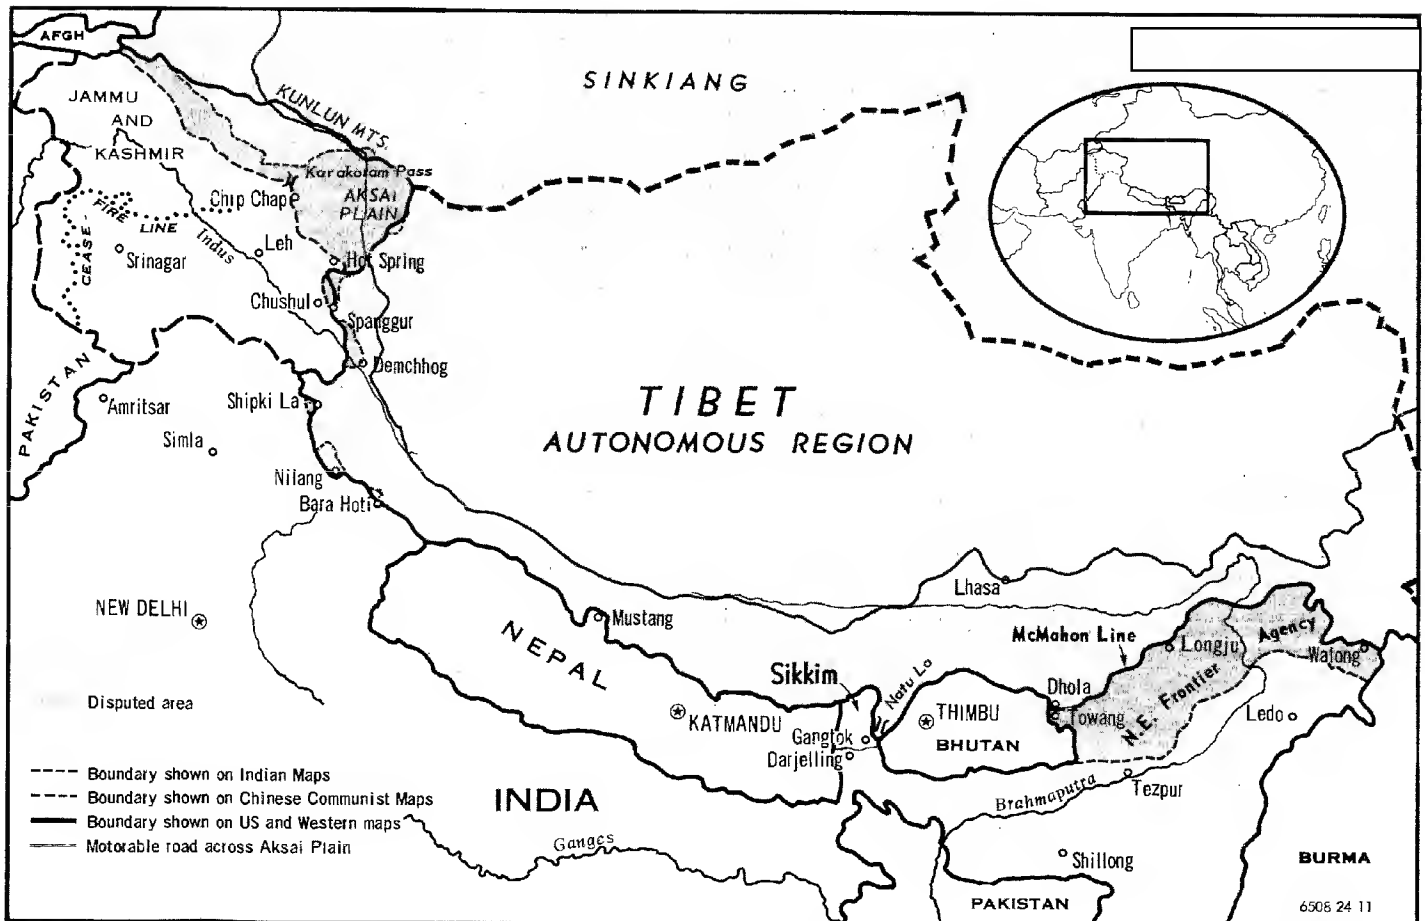 AFGH
SINKIANG
KUNLUN MTS.
JAMMU
AND
KASHMIR
Karakoram Pass
Chip Chape
AKSAI
PLAIN
CEASE-
FIRE
LINE
Indus
Leh
Srinagar
Hot Spring
Chushul
Spanggur
Demchhog
PAKISTAN
Amritsar
Shipki La
Simla
TIBET
AUTONOMOUS REGION
Nilang
Bara Hoti
Lhasa
NEW DELHI
Mustang
NEPAL
McMahon Line
Longju
Agency
Walong
Sikkim
Natu La
Dhola
Towang
N.E. Frontier
Ledo
Disputed area
KATMANDU
THIMBU
Gangtok
BHUTAN
Darjelling
Boundary shown on Indian Maps
Boundary shown on Chinese Communist Maps
Boundary shown on US and Western maps
Motorable road across Aksai Plain
INDIA
Ganges
Brahmaputra
Tezpur
Shillong
BURMA
PAKISTAN
6508 24 11